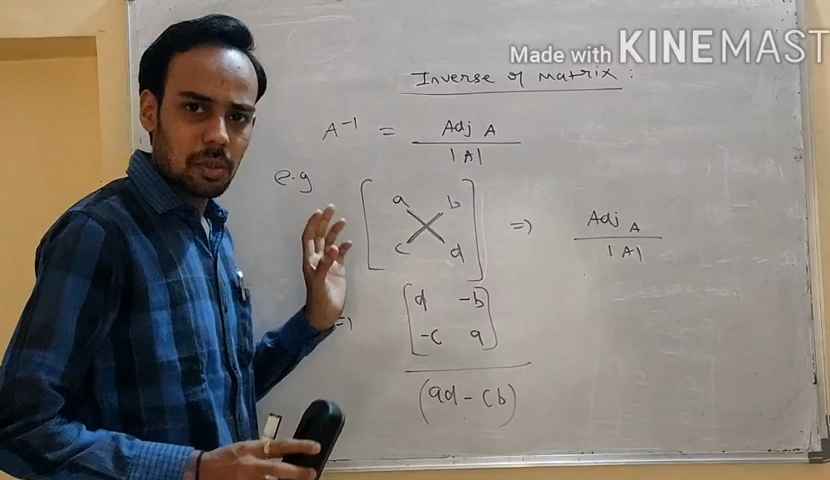 Made with KINEMAST
Inverse of matrix :
A⁻¹ = Adj A
|A|
e.g
a b
c d
=> Adj A
|A|
=> d -b
-c a
(ad - cb)